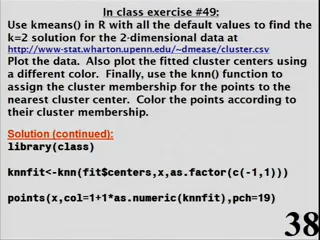 In class exercise #49:
Use kmeans() in R with all the default values to find the
k=2 solution for the 2-dimensional data at
http://www-stat.wharton.upenn.edu/~dmease/cluster.csv
Plot the data. Also plot the fitted cluster centers using
a different color. Finally, use the knn() function to
assign the cluster membership for the points to the
nearest cluster center. Color the points according to
their cluster membership.
Solution (continued):
library(class)
knnfit<-knn(fit$centers,x,as.factor(c(-1,1)))
points(x,col=1+1*as.numeric(knnfit),pch=19)
38